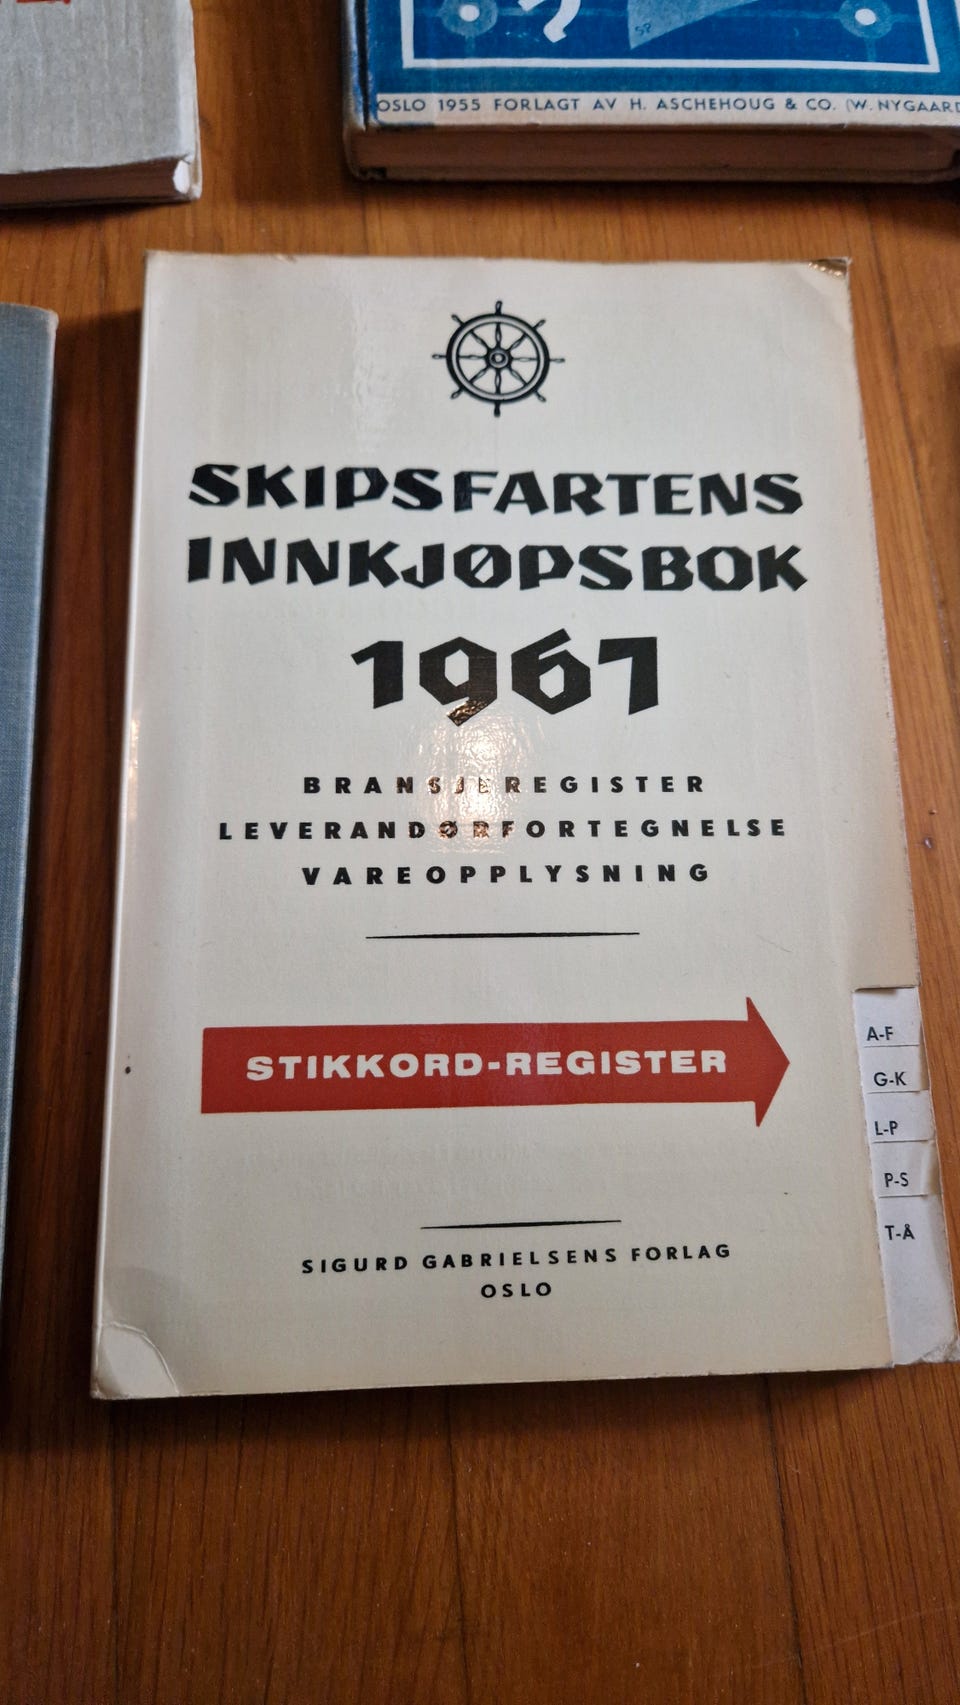 OSLO 1955 FORLAGT AV H. ASCHEHOUG & CO. (W. NYGAARD
SKIPSFARTENS
INNKJØPSBOK
1967
BRANSJEREGISTER
LEVERANDØRFORTEGNELSE
VAREOPPLYSNING
STIKKORD-REGISTER
A-F
G-K
L-P
P-S
T-Å
SIGURD GABRIELSENS FORLAG
OSLO